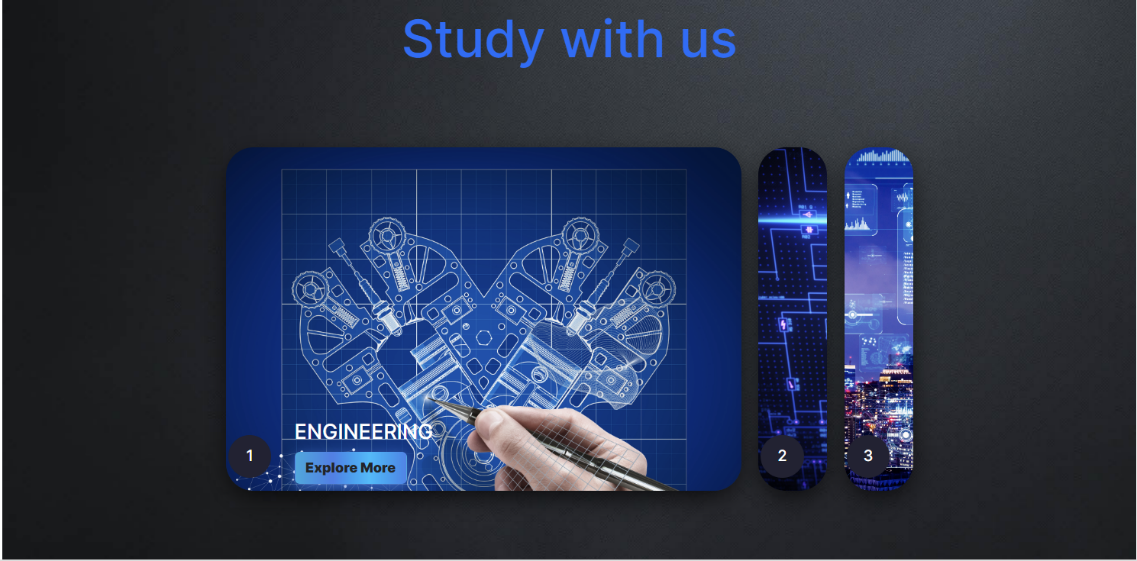 Study with us
ENGINEERING
1
Explore More
2
3